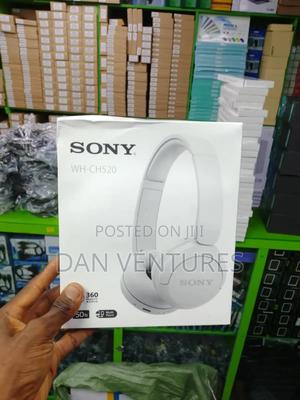 SONY
WH-CH520
POSTED ON JIJI
DAN VENTURES
SONY
360
50h